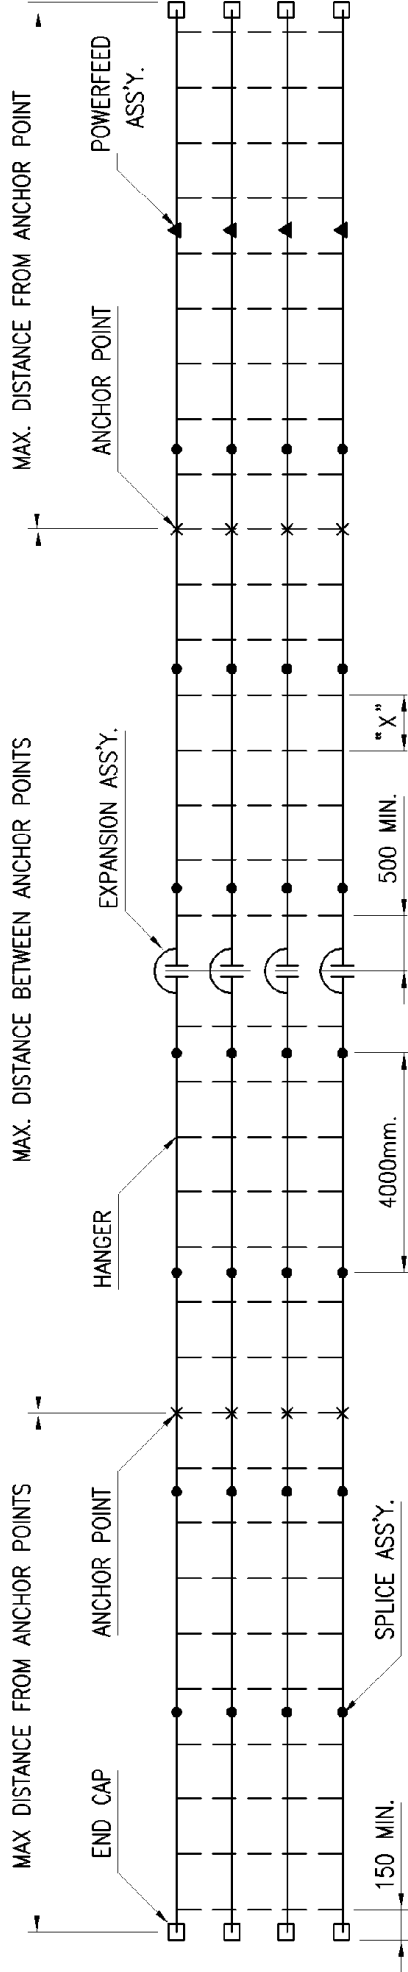 MAX DISTANCE FROM ANCHOR POINTS
MAX. DISTANCE BETWEEN ANCHOR POINTS
MAX. DISTANCE FROM ANCHOR POINT
END CAP
ANCHOR POINT
HANGER
EXPANSION ASS'Y.
ANCHOR POINT
POWERFEED
ASS'Y.
150 MIN.
SPLICE ASS'Y.
4000mm.
500 MIN.
"X"